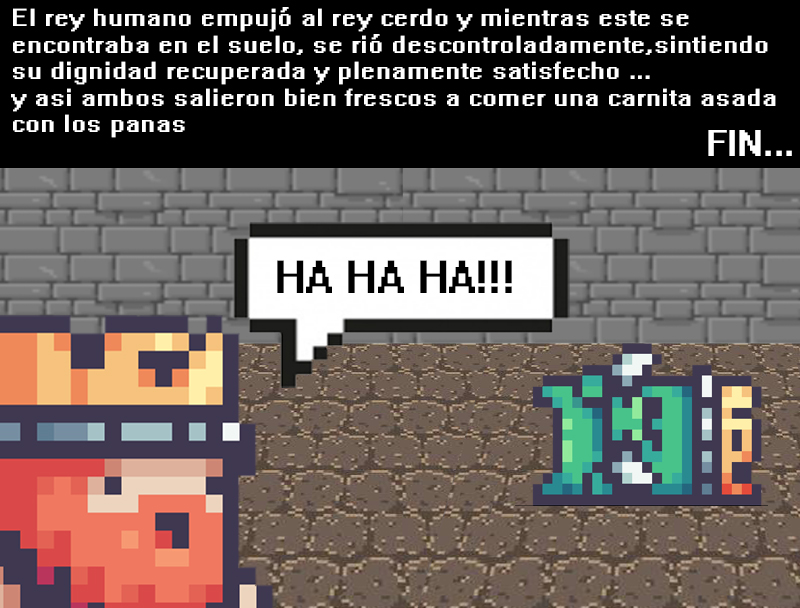 El rey humano empujó al rey cerdo y mientras este se
encontraba en el suelo, se rió descontroladamente,sintiendo
su dignidad recuperada y plenamente satisfecho ...
y asi ambos salieron bien frescos a comer una carnita asada
con los panas
FIN...
HA HA HA!!!